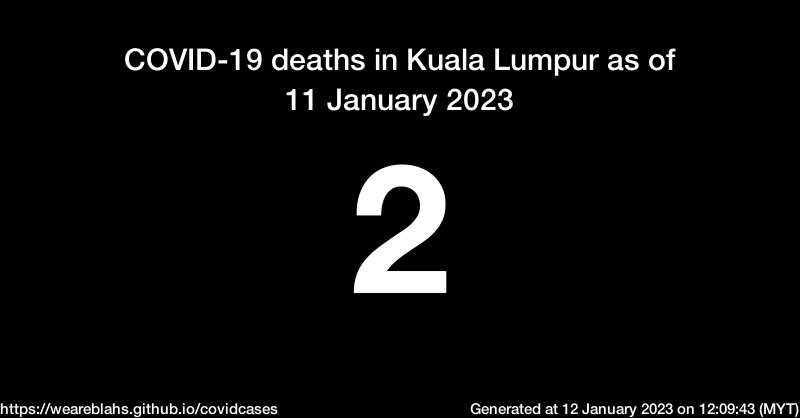 COVID-19 deaths in Kuala Lumpur as of
11 January 2023
2
https://weareblahs.github.io/covidcases
Generated at 12 January 2023 on 12:09:43 (MYT)